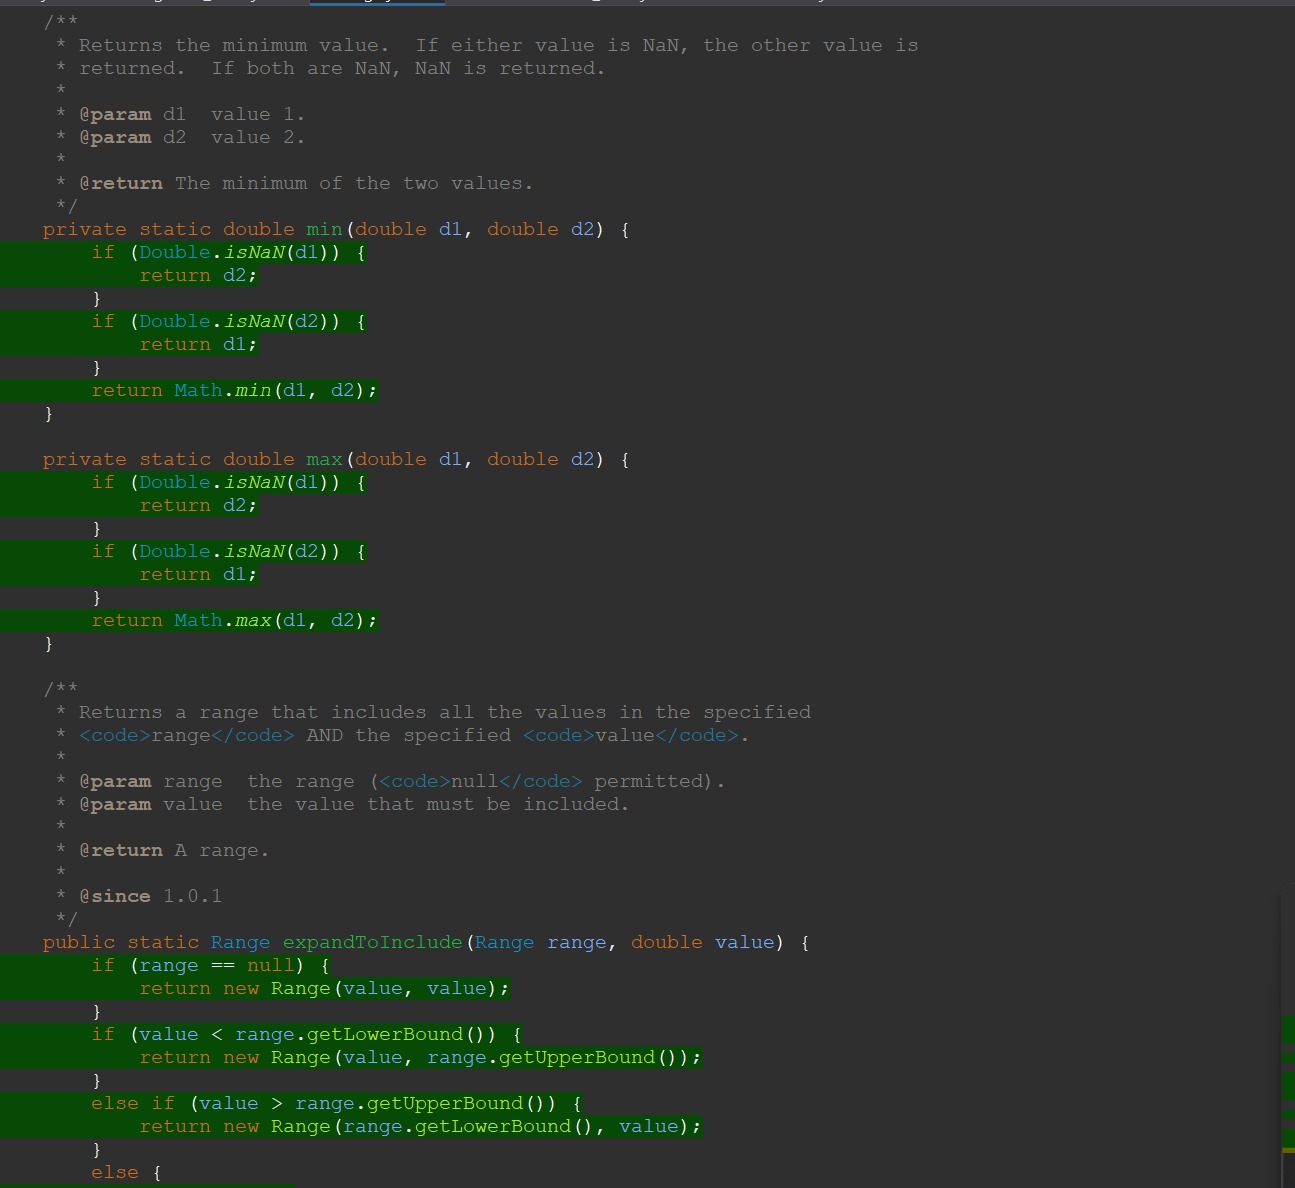 /**
 * Returns the minimum value.  If either value is NaN, the other value is
 * returned.  If both are NaN, NaN is returned.
 *
 * @param d1  value 1.
 * @param d2  value 2.
 *
 * @return The minimum of the two values.
 */
private static double min(double d1, double d2) {
    if (Double.isNaN(d1)) {
        return d2;
    }
    if (Double.isNaN(d2)) {
        return d1;
    }
    return Math.min(d1, d2);
}

private static double max(double d1, double d2) {
    if (Double.isNaN(d1)) {
        return d2;
    }
    if (Double.isNaN(d2)) {
        return d1;
    }
    return Math.max(d1, d2);
}

/**
 * Returns a range that includes all the values in the specified
 * <code>range</code> AND the specified <code>value</code>.
 *
 * @param range  the range (<code>null</code> permitted).
 * @param value  the value that must be included.
 *
 * @return A range.
 *
 * @since 1.0.1
 */
public static Range expandToInclude(Range range, double value) {
    if (range == null) {
        return new Range(value, value);
    }
    if (value < range.getLowerBound()) {
        return new Range(value, range.getUpperBound());
    }
    else if (value > range.getUpperBound()) {
        return new Range(range.getLowerBound(), value);
    }
    else {